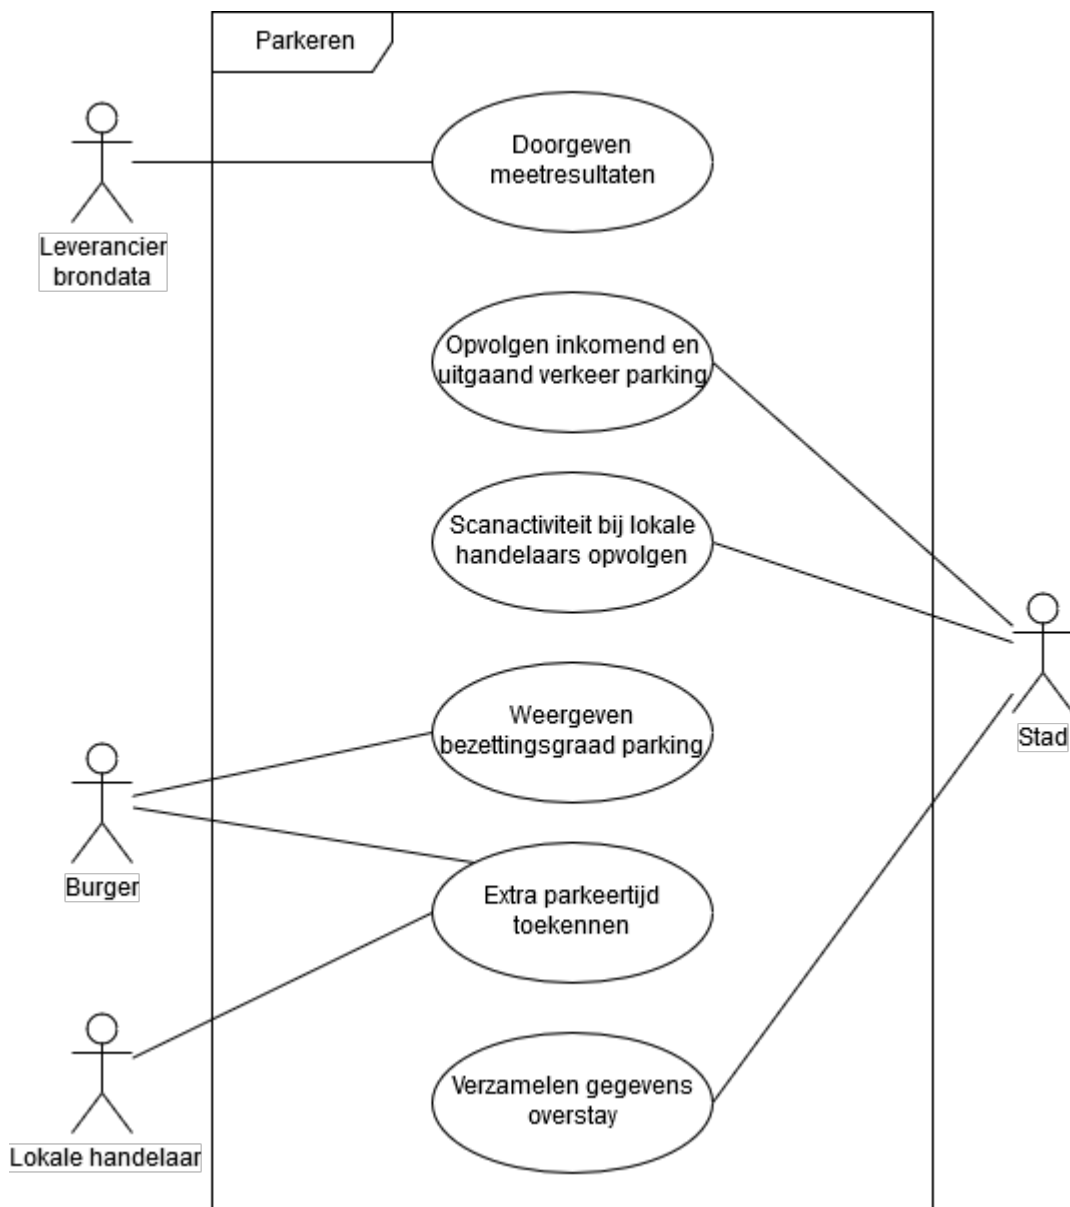 Parkeren
Doorgeven
meetresultaten
Leverancier
brondata
Opvolgen inkomend en
uitgaand verkeer parking
Scanactiviteit bij lokale
handelaars opvolgen
Weergeven
bezettingsgraad parking
Stad
Burger
Extra parkeertijd
toekennen
Verzamelen gegevens
overstay
Lokale handelaar